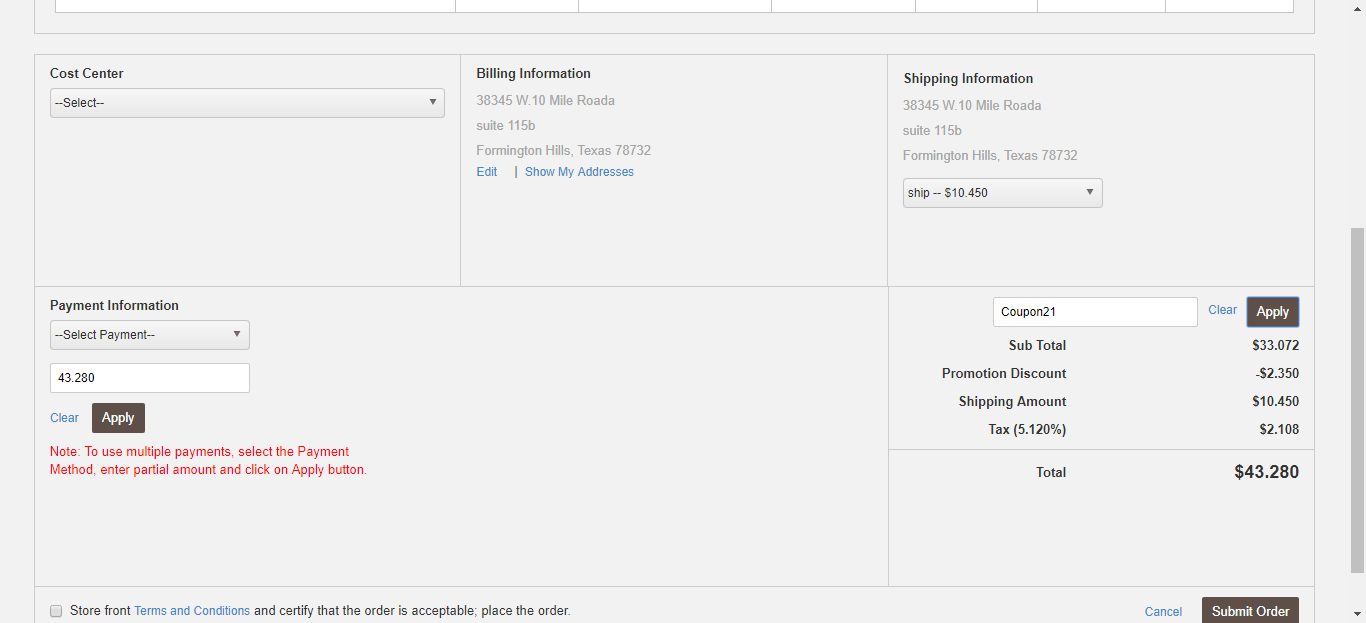 Cost Center
--Select--
Billing Information
38345 W.10 Mile Roada
suite 115b
Formington Hills, Texas 78732
Edit | Show My Addresses
Shipping Information
38345 W.10 Mile Roada
suite 115b
Formington Hills, Texas 78732
ship -- $10.450
Payment Information
--Select Payment--
43.280
Clear Apply
Note: To use multiple payments, select the Payment
Method, enter partial amount and click on Apply button.
Coupon21 Clear Apply
Sub Total $33.072
Promotion Discount -$2.350
Shipping Amount $10.450
Tax (5.120%) $2.108
Total $43.280
Store front Terms and Conditions and certify that the order is acceptable; place the order.
Cancel Submit Order